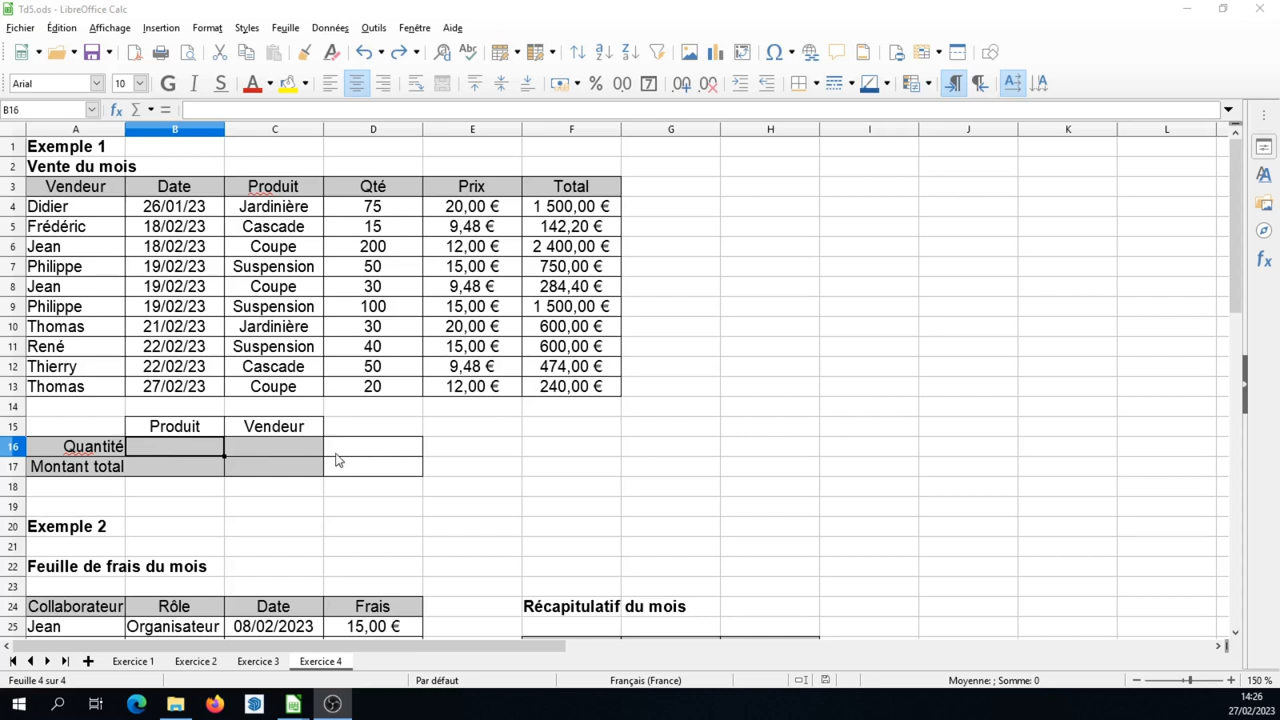 Td5.ods - LibreOffice Calc
Fichier Édition Affichage Insertion Format Styles Feuille Données Outils Fenêtre Aide
Arial 10 G I S
B16
A B C D E F G H I J K L
1 Exemple 1
2 Vente du mois
3 Vendeur Date Produit Qté Prix Total
4 Didier 26/01/23 Jardinière 75 20,00 € 1 500,00 €
5 Frédéric 18/02/23 Cascade 15 9,48 € 142,20 €
6 Jean 18/02/23 Coupe 200 12,00 € 2 400,00 €
7 Philippe 19/02/23 Suspension 50 15,00 € 750,00 €
8 Jean 19/02/23 Coupe 30 9,48 € 284,40 €
9 Philippe 19/02/23 Suspension 100 15,00 € 1 500,00 €
10 Thomas 21/02/23 Jardinière 30 20,00 € 600,00 €
11 René 22/02/23 Suspension 40 15,00 € 600,00 €
12 Thierry 22/02/23 Cascade 50 9,48 € 474,00 €
13 Thomas 27/02/23 Coupe 20 12,00 € 240,00 €
14
15 Produit Vendeur
16 Quantité
17 Montant total
18
19
20 Exemple 2
21
22 Feuille de frais du mois
23
24 Collaborateur Rôle Date Frais Récapitulatif du mois
25 Jean Organisateur 08/02/2023 15,00 €
Exercice 1 Exercice 2 Exercice 3 Exercice 4
Feuille 4 sur 4 Par défaut Français (France) Moyenne: ; Somme: 0 150 %
14:26
27/02/2023